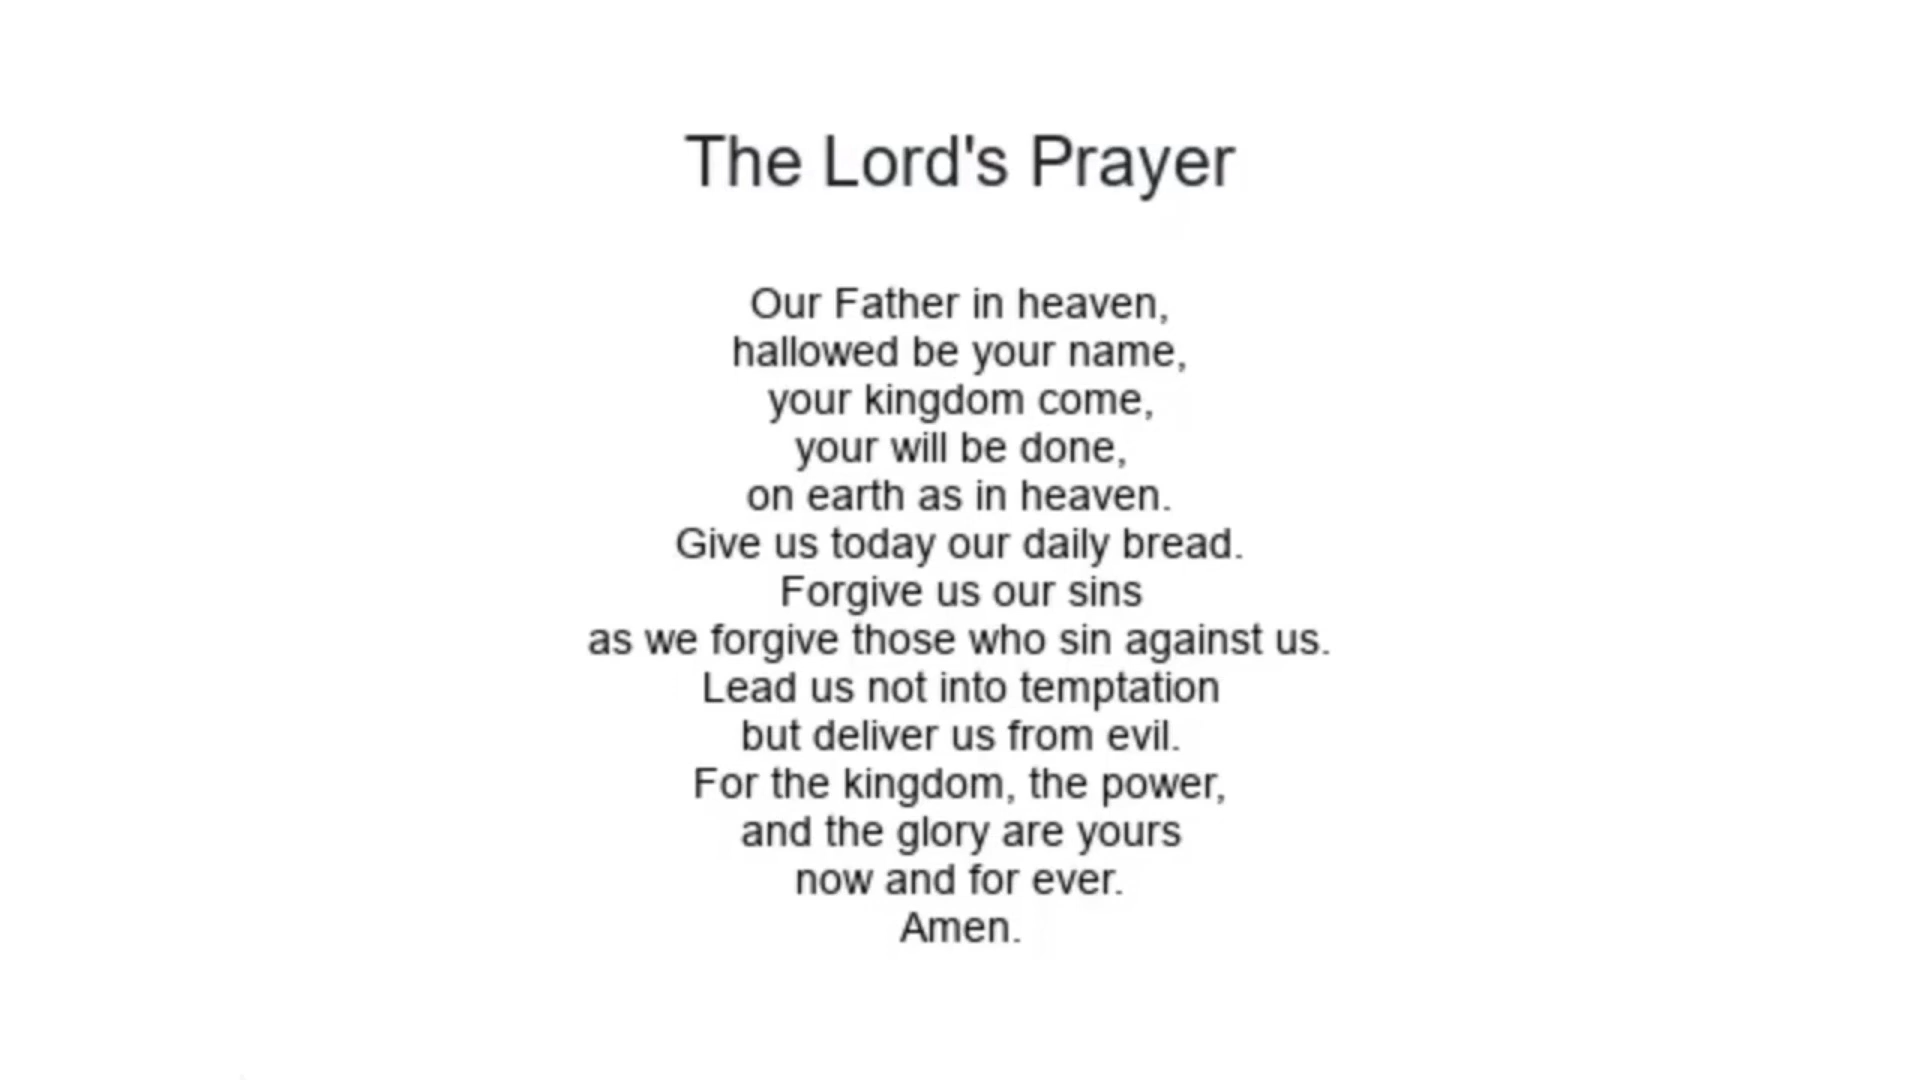 The Lord's Prayer
Our Father in heaven,
hallowed be your name,
your kingdom come,
your will be done,
on earth as in heaven.
Give us today our daily bread.
Forgive us our sins
as we forgive those who sin against us.
Lead us not into temptation
but deliver us from evil.
For the kingdom, the power,
and the glory are yours
now and for ever.
Amen.